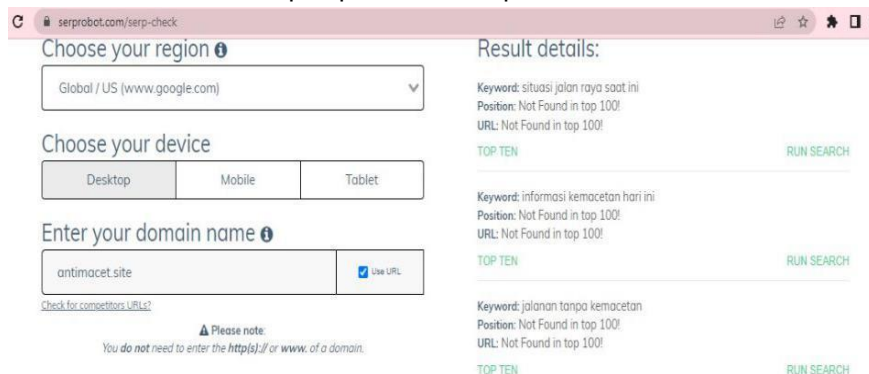 serprobot.com/serp-check
Choose your region
Global / US (www.google.com)
Choose your device
Desktop Mobile Tablet
Enter your domain name
antimacet.site Use URL
Check for competitors URLs?
Please note:
You do not need to enter the http(s):// or www. of a domain.
Result details:
Keyword: situasi jalan raya saat ini
Position: Not Found in top 100!
URL: Not Found in top 100!
TOP TEN RUN SEARCH
Keyword: informasi kemacetan hari ini
Position: Not Found in top 100!
URL: Not Found in top 100!
TOP TEN RUN SEARCH
Keyword: jalanan tanpa kemacetan
Position: Not Found in top 100!
URL: Not Found in top 100!
TOP TEN RUN SEARCH